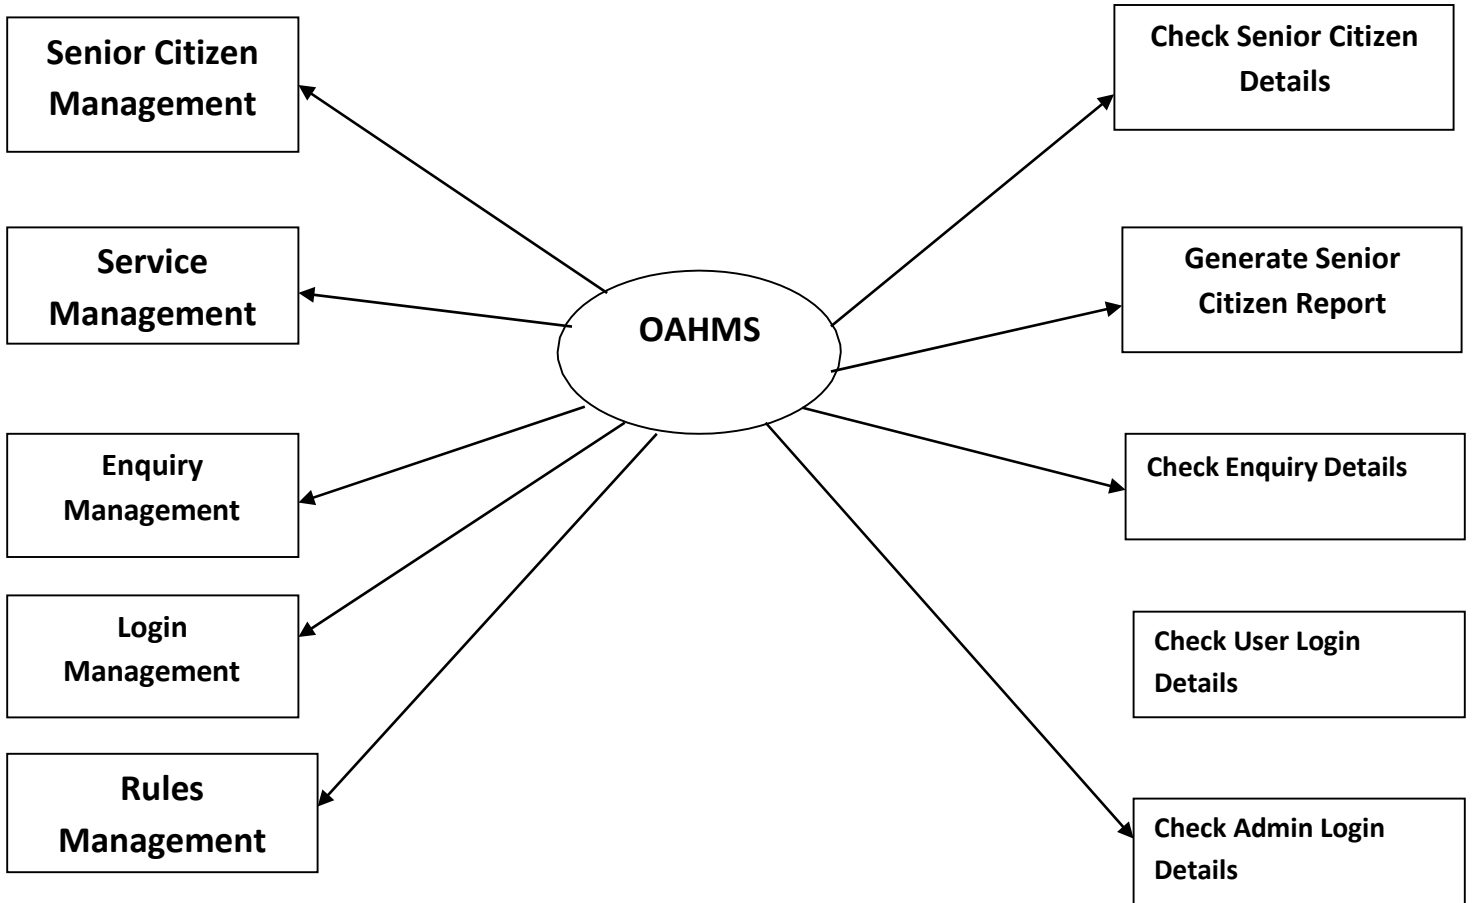 Senior Citizen
Management
Service
Management
Enquiry
Management
Login
Management
Rules
Management
OAHMS
Check Senior Citizen
Details
Generate Senior
Citizen Report
Check Enquiry Details
Check User Login
Details
Check Admin Login
Details